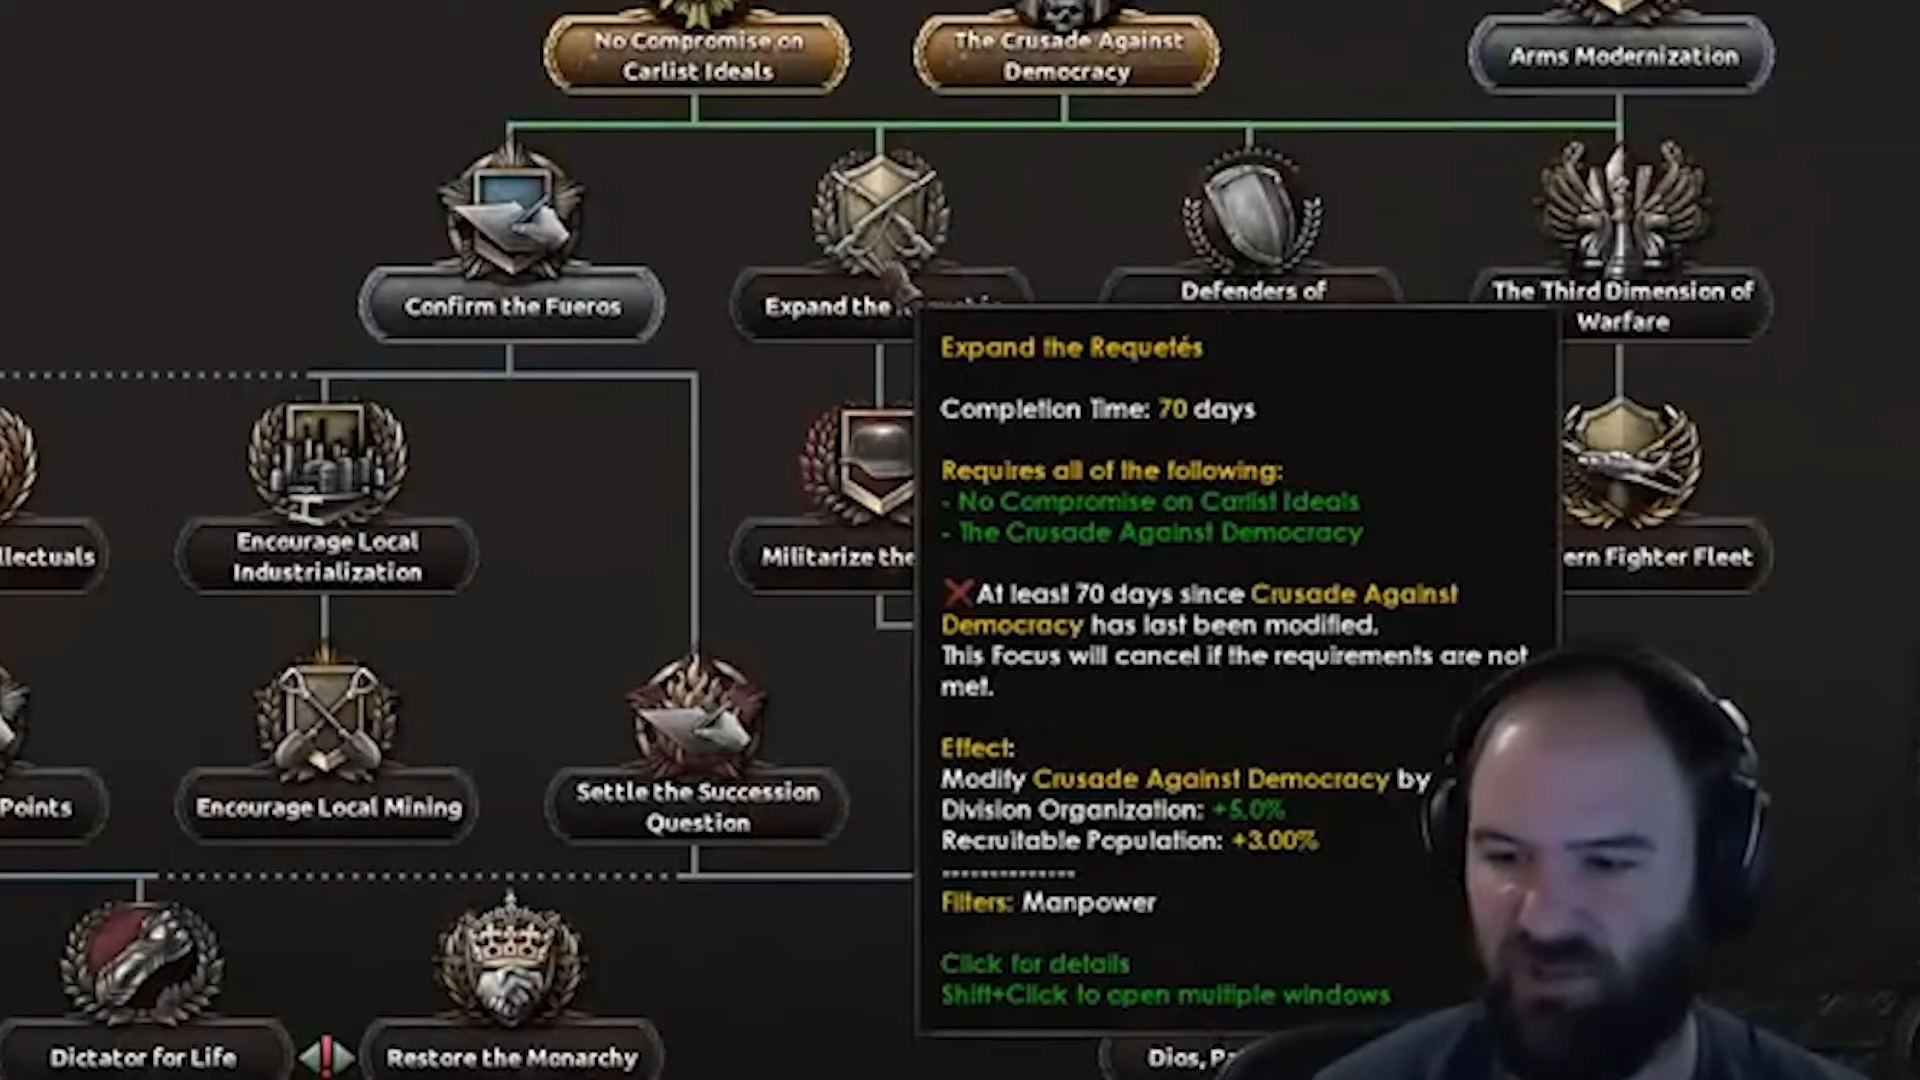 No Compromise on
Carlist Ideals
The Crusade Against
Democracy
Arms Modernization
Confirm the Fueros
Expand the
Defenders of
The Third Dimension of
Warfare
Expand the Requetés
Completion Time: 70 days
Requires all of the following:
- No Compromise on Carlist Ideals
- The Crusade Against Democracy
At least 70 days since Crusade Against
Democracy has last been modified.
This Focus will cancel if the requirements are not
met.
Effect:
Modify Crusade Against Democracy by
Division Organization: +5.0%
Recruitable Population: +3.00%
--------------
Filters: Manpower
Click for details
Shift+Click to open multiple windows
llectuals
Encourage Local
Industrialization
Militarize the
ern Fighter Fleet
Points
Encourage Local Mining
Settle the Succession
Question
Dictator for Life
Restore the Monarchy
Dios, Pa